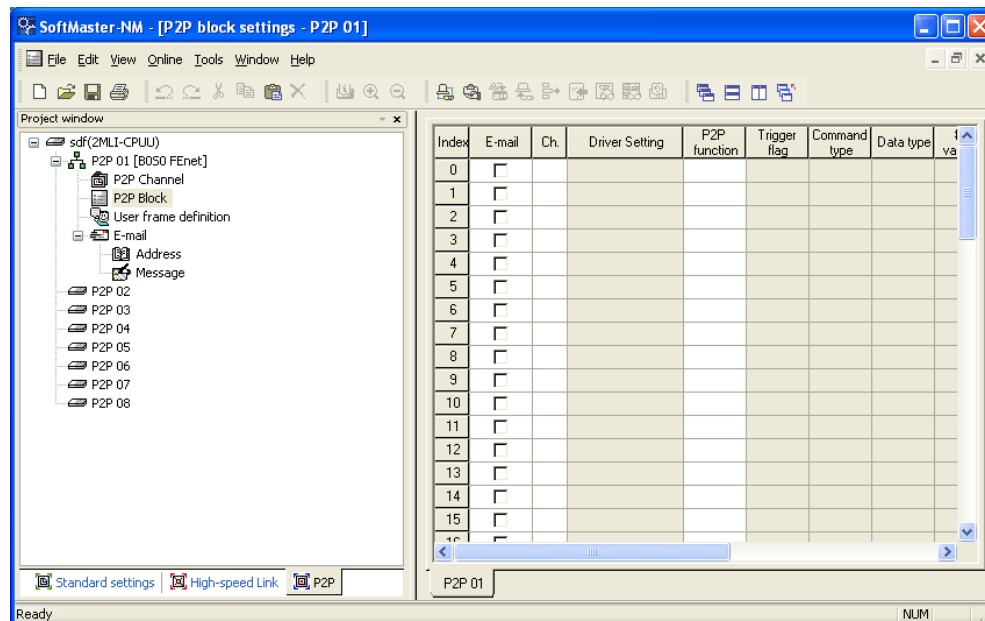 SoftMaster-NM - [P2P block settings - P2P 01]
File Edit View Online Tools Window Help
Project window
sdf(2MLI-CPUU)
P2P 01 [B0S0 FEnet]
P2P Channel
P2P Block
User frame definition
E-mail
Address
Message
P2P 02
P2P 03
P2P 04
P2P 05
P2P 06
P2P 07
P2P 08
Standard settings High-speed Link P2P
Index E-mail Ch. Driver Setting P2P function Trigger flag Command type Data type
0
1
2
3
4
5
6
7
8
9
10
11
12
13
14
15
P2P 01
Ready NUM